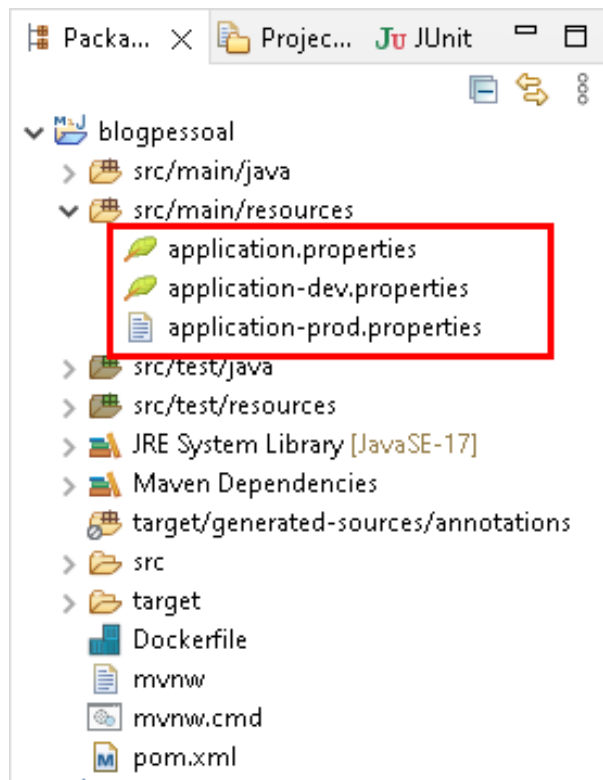 Packa... Projec... JU JUnit
M J
blogpessoal
src/main/java
src/main/resources
application.properties
application-dev.properties
application-prod.properties
src/test/java
src/test/resources
JRE System Library [JavaSE-17]
Maven Dependencies
target/generated-sources/annotations
src
target
Dockerfile
mvnw
mvnw.cmd
M pom.xml